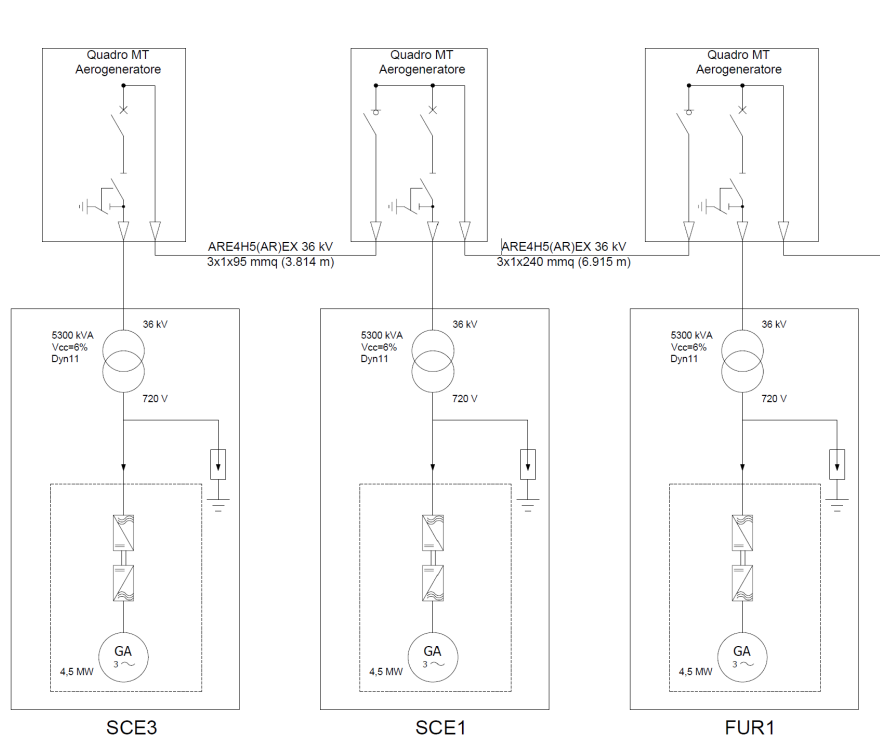 Quadro MT
Aerogeneratore
Quadro MT
Aerogeneratore
Quadro MT
Aerogeneratore
ARE4H5(AR)EX 36 kV
3x1x95 mmq (3.814 m)
ARE4H5(AR)EX 36 kV
3x1x240 mmq (6.915 m)
36 kV
5300 kVA
Vcc=6%
Dyn11
720 V
36 kV
5300 kVA
Vcc=6%
Dyn11
720 V
36 kV
5300 kVA
Vcc=6%
Dyn11
720 V
GA
3
4,5 MW
GA
3
4,5 MW
GA
3
4,5 MW
SCE3
SCE1
FUR1